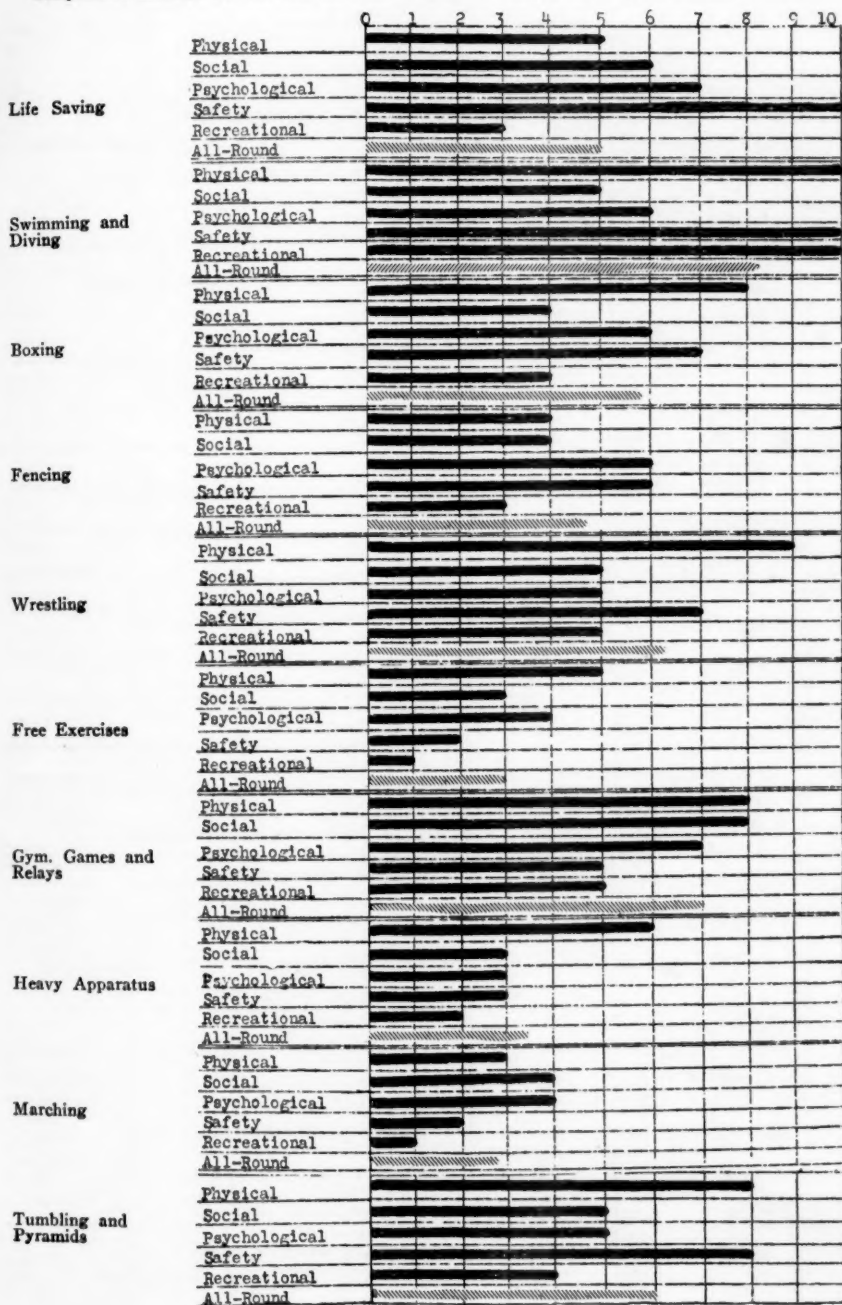 0 1 2 3 4 5 6 7 8 9 10
Life Saving
Physical
Social
Psychological
Safety
Recreational
All-Round
Swimming and
Diving
Physical
Social
Psychological
Safety
Recreational
All-Round
Boxing
Physical
Social
Psychological
Safety
Recreational
All-Round
Fencing
Physical
Social
Psychological
Safety
Recreational
All-Round
Wrestling
Physical
Social
Psychological
Safety
Recreational
All-Round
Free Exercises
Physical
Social
Psychological
Safety
Recreational
All-Round
Gym. Games and
Relays
Physical
Social
Psychological
Safety
Recreational
All-Round
Heavy Apparatus
Physical
Social
Psychological
Safety
Recreational
All-Round
Marching
Physical
Social
Psychological
Safety
Recreational
All-Round
Tumbling and
Pyramids
Physical
Social
Psychological
Safety
Recreational
All-Round